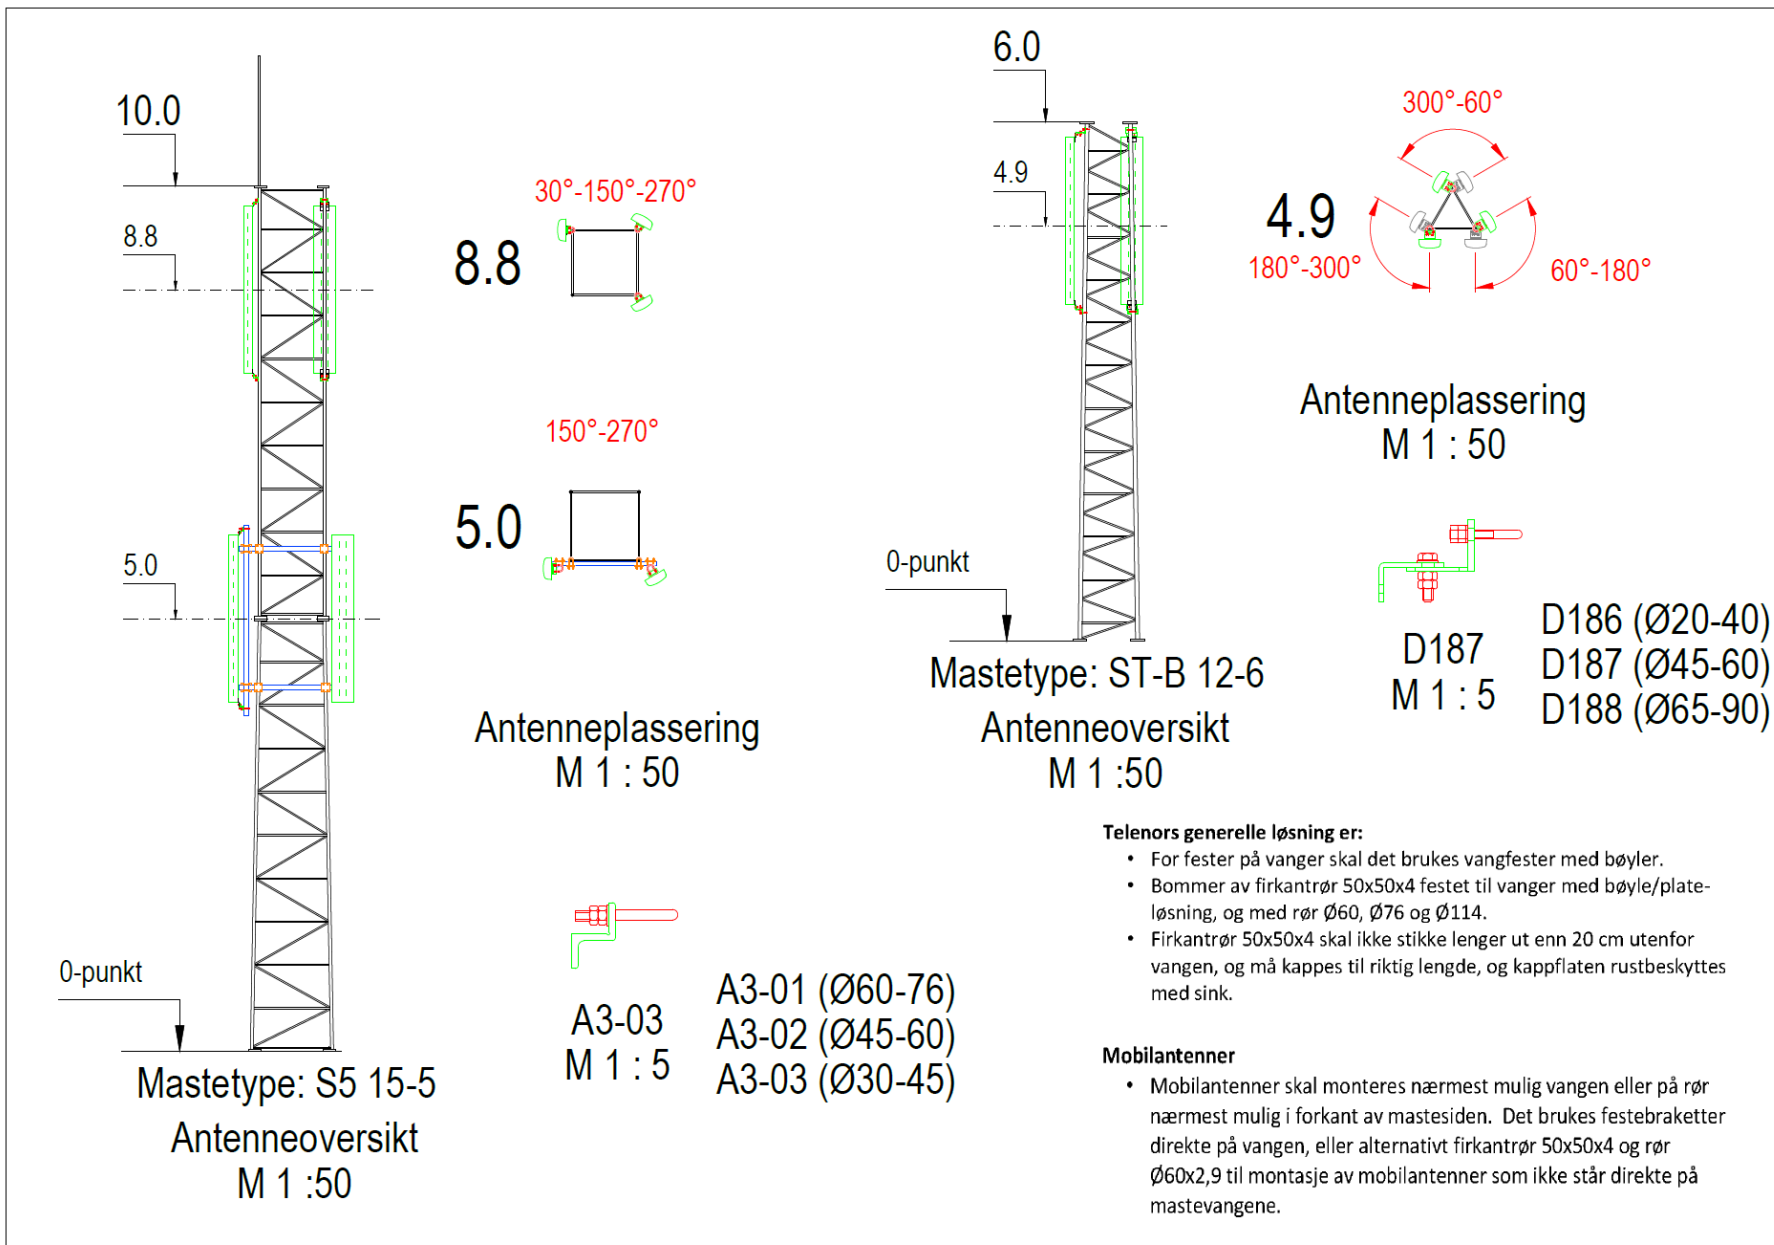 10.0
8.8
5.0
0-punkt
Mastetype: S5 15-5
Antenneoversikt
M 1 :50
30°-150°-270°
8.8
150°-270°
5.0
Antenneplassering
M 1 : 50
A3-03
M 1 : 5
A3-01 (Ø60-76)
A3-02 (Ø45-60)
A3-03 (Ø30-45)
6.0
4.9
0-punkt
Mastetype: ST-B 12-6
Antenneoversikt
M 1 :50
300°-60°
4.9
180°-300°
60°-180°
Antenneplassering
M 1 : 50
D187
M 1 : 5
D186 (Ø20-40)
D187 (Ø45-60)
D188 (Ø65-90)
Telenors generelle løsning er:
• For fester på vanger skal det brukes vangfester med bøyler.
• Bommer av firkantrør 50x50x4 festet til vanger med bøyle/plate-
løsning, og med rør Ø60, Ø76 og Ø114.
• Firkantrør 50x50x4 skal ikke stikke lenger ut enn 20 cm utenfor
vangen, og må kappes til riktig lengde, og kappflaten rustbeskyttes
med sink.
Mobilantenner
• Mobilantenner skal monteres nærmest mulig vangen eller på rør
nærmest mulig i forkant av mastesiden. Det brukes festebraketter
direkte på vangen, eller alternativt firkantrør 50x50x4 og rør
Ø60x2,9 til montasje av mobilantenner som ikke står direkte på
mastevangene.